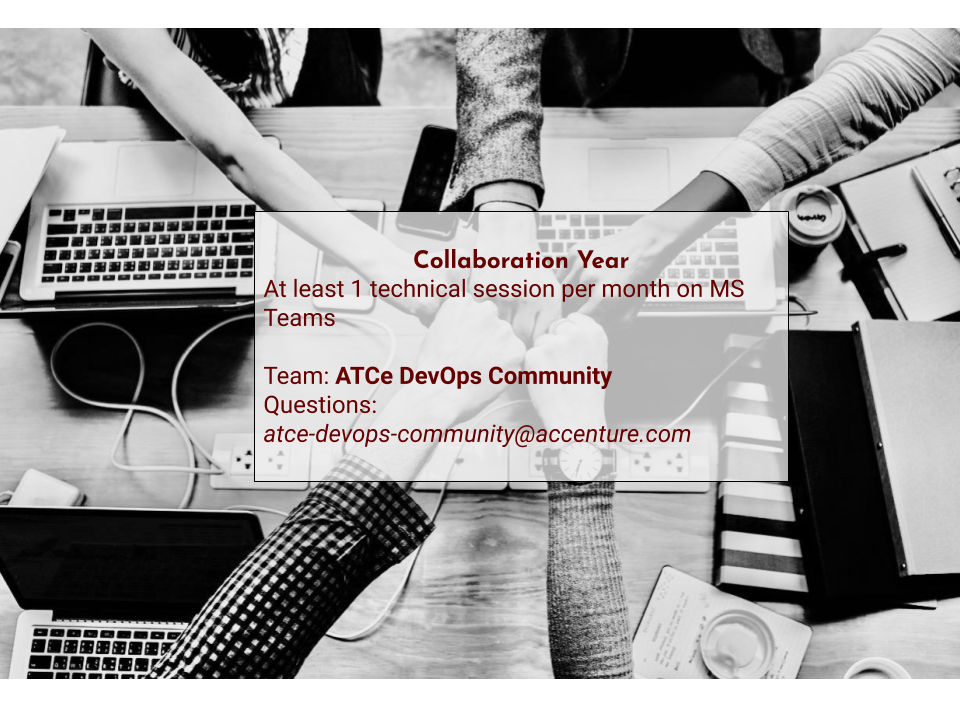 Collaboration Year
At least 1 technical session per month on MS
Teams
Team: ATCe DevOps Community
Questions:
atce-devops-community@accenture.com